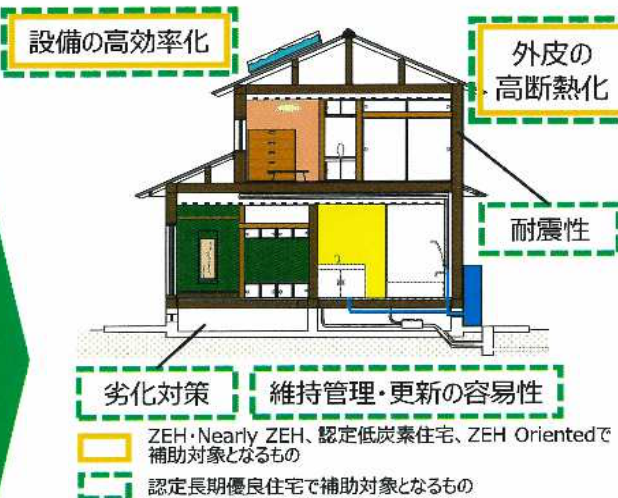 設備の高効率化
外皮の
高断熱化
耐震性
劣化対策
維持管理・更新の容易性
ZEH・Nearly ZEH、認定低炭素住宅、ZEH Orientedで
補助対象となるもの
認定長期優良住宅で補助対象となるもの